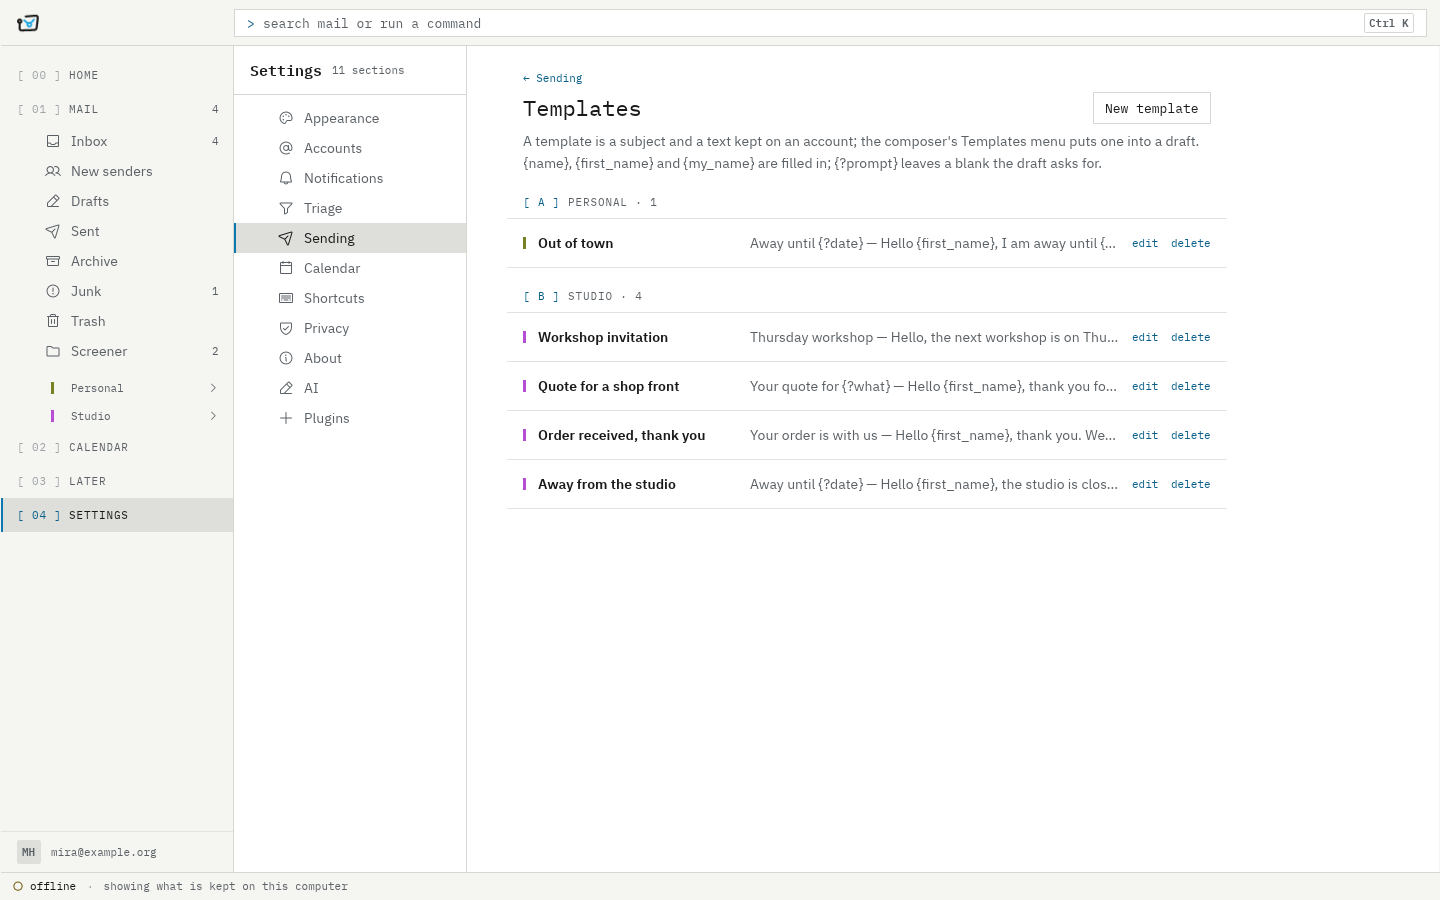 > search mail or run a command Ctrl K
[ 00 ] HOME
[ 01 ] MAIL 4
Inbox 4
New senders
Drafts
Sent
Archive
Junk 1
Trash
Screener 2
Personal
Studio
[ 02 ] CALENDAR
[ 03 ] LATER
[ 04 ] SETTINGS
MH mira@example.org
Settings 11 sections
Appearance
Accounts
Notifications
Triage
Sending
Calendar
Shortcuts
Privacy
About
AI
Plugins
← Sending
Templates
New template
A template is a subject and a text kept on an account; the composer's Templates menu puts one into a draft.
{name}, {first_name} and {my_name} are filled in; {?prompt} leaves a blank the draft asks for.
[ A ] PERSONAL · 1
Out of town Away until {?date} — Hello {first_name}, I am away until {… edit delete
[ B ] STUDIO · 4
Workshop invitation Thursday workshop — Hello, the next workshop is on Thu… edit delete
Quote for a shop front Your quote for {?what} — Hello {first_name}, thank you fo… edit delete
Order received, thank you Your order is with us — Hello {first_name}, thank you. We… edit delete
Away from the studio Away until {?date} — Hello {first_name}, the studio is clos… edit delete
offline · showing what is kept on this computer